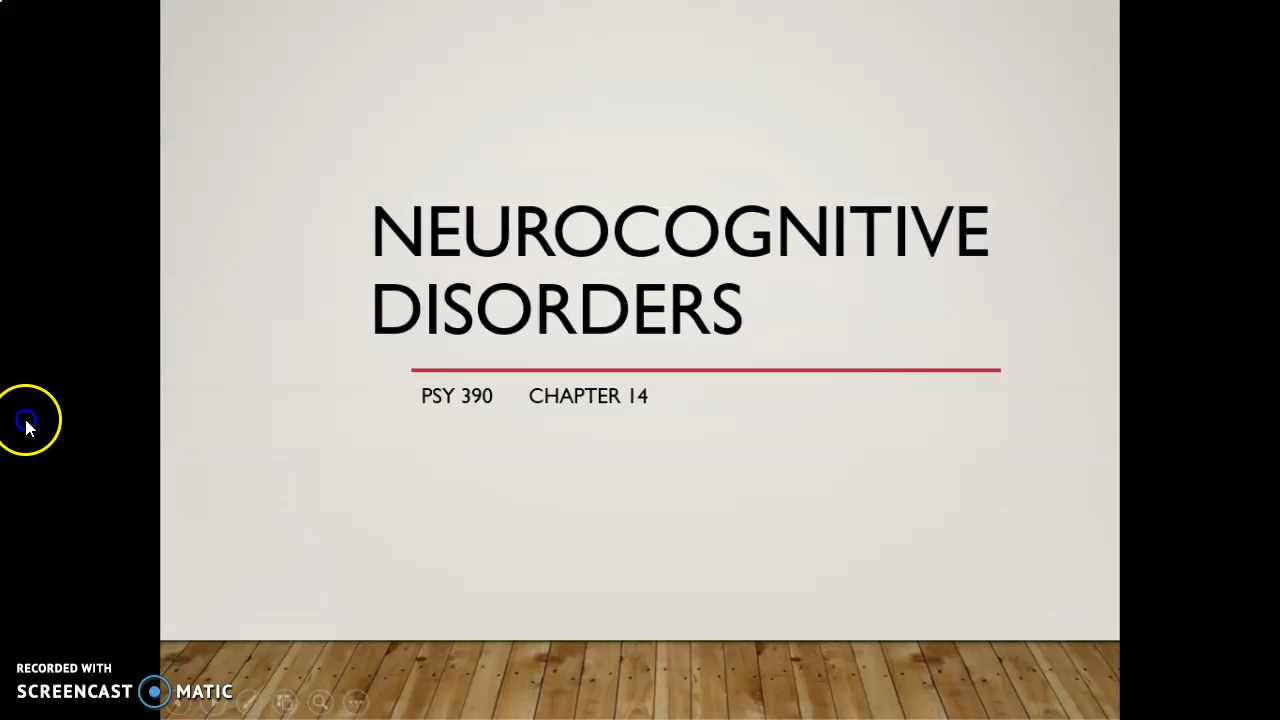 NEUROCOGNITIVE
DISORDERS
PSY 390 CHAPTER 14
RECORDED WITH
SCREENCAST MATIC